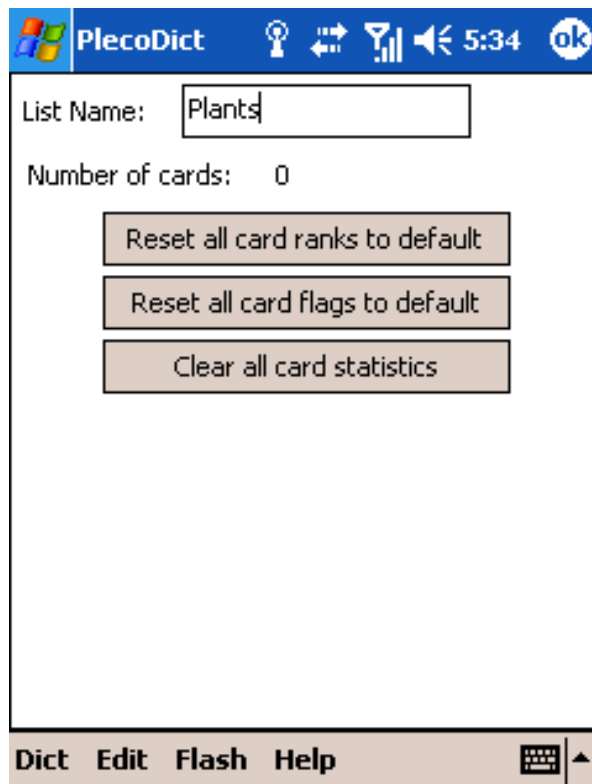 PlecoDict 5:34 ok
List Name: Plants
Number of cards: 0
Reset all card ranks to default
Reset all card flags to default
Clear all card statistics
Dict Edit Flash Help